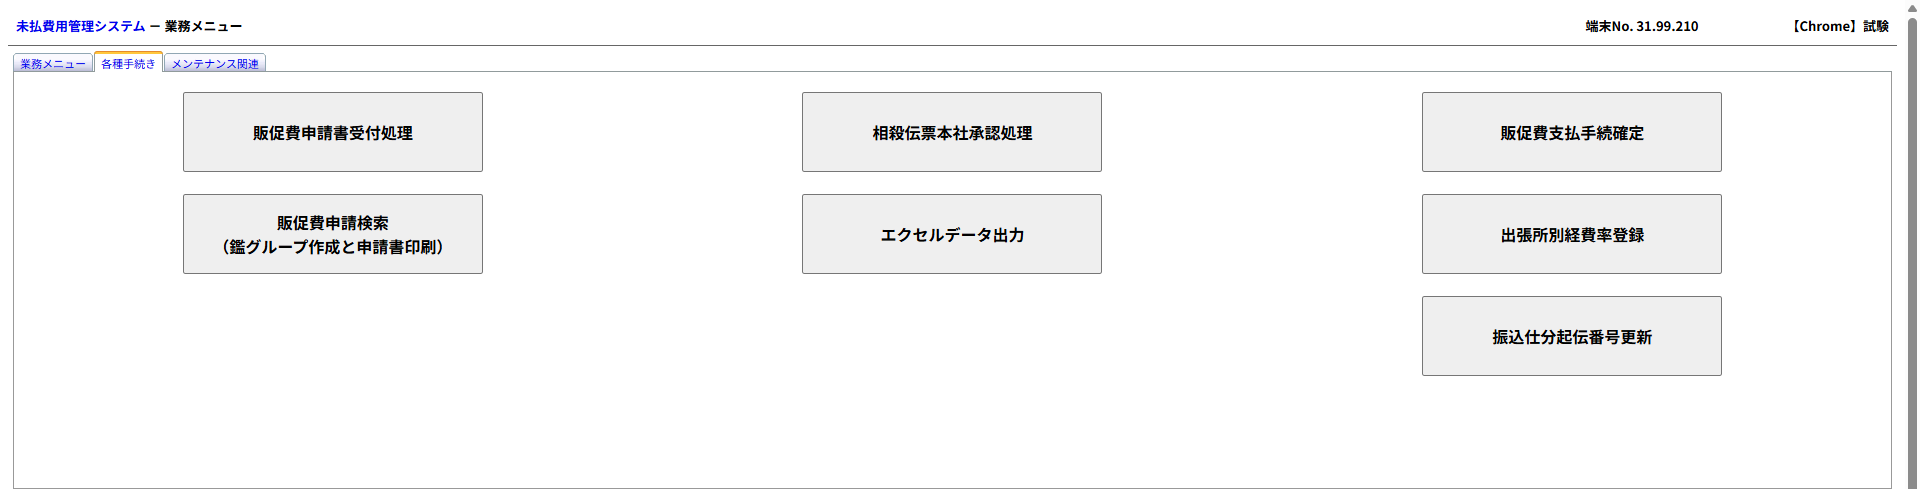 未払費用管理システム － 業務メニュー 端末No. 31.99.210 【Chrome】試験
業務メニュー 各種手続き メンテナンス関連
販促費申請書受付処理 相殺伝票本社承認処理 販促費支払手続確定
販促費申請検索
（鑑グループ作成と申請書印刷） エクセルデータ出力 出張所別経費率登録
振込仕分起伝番号更新